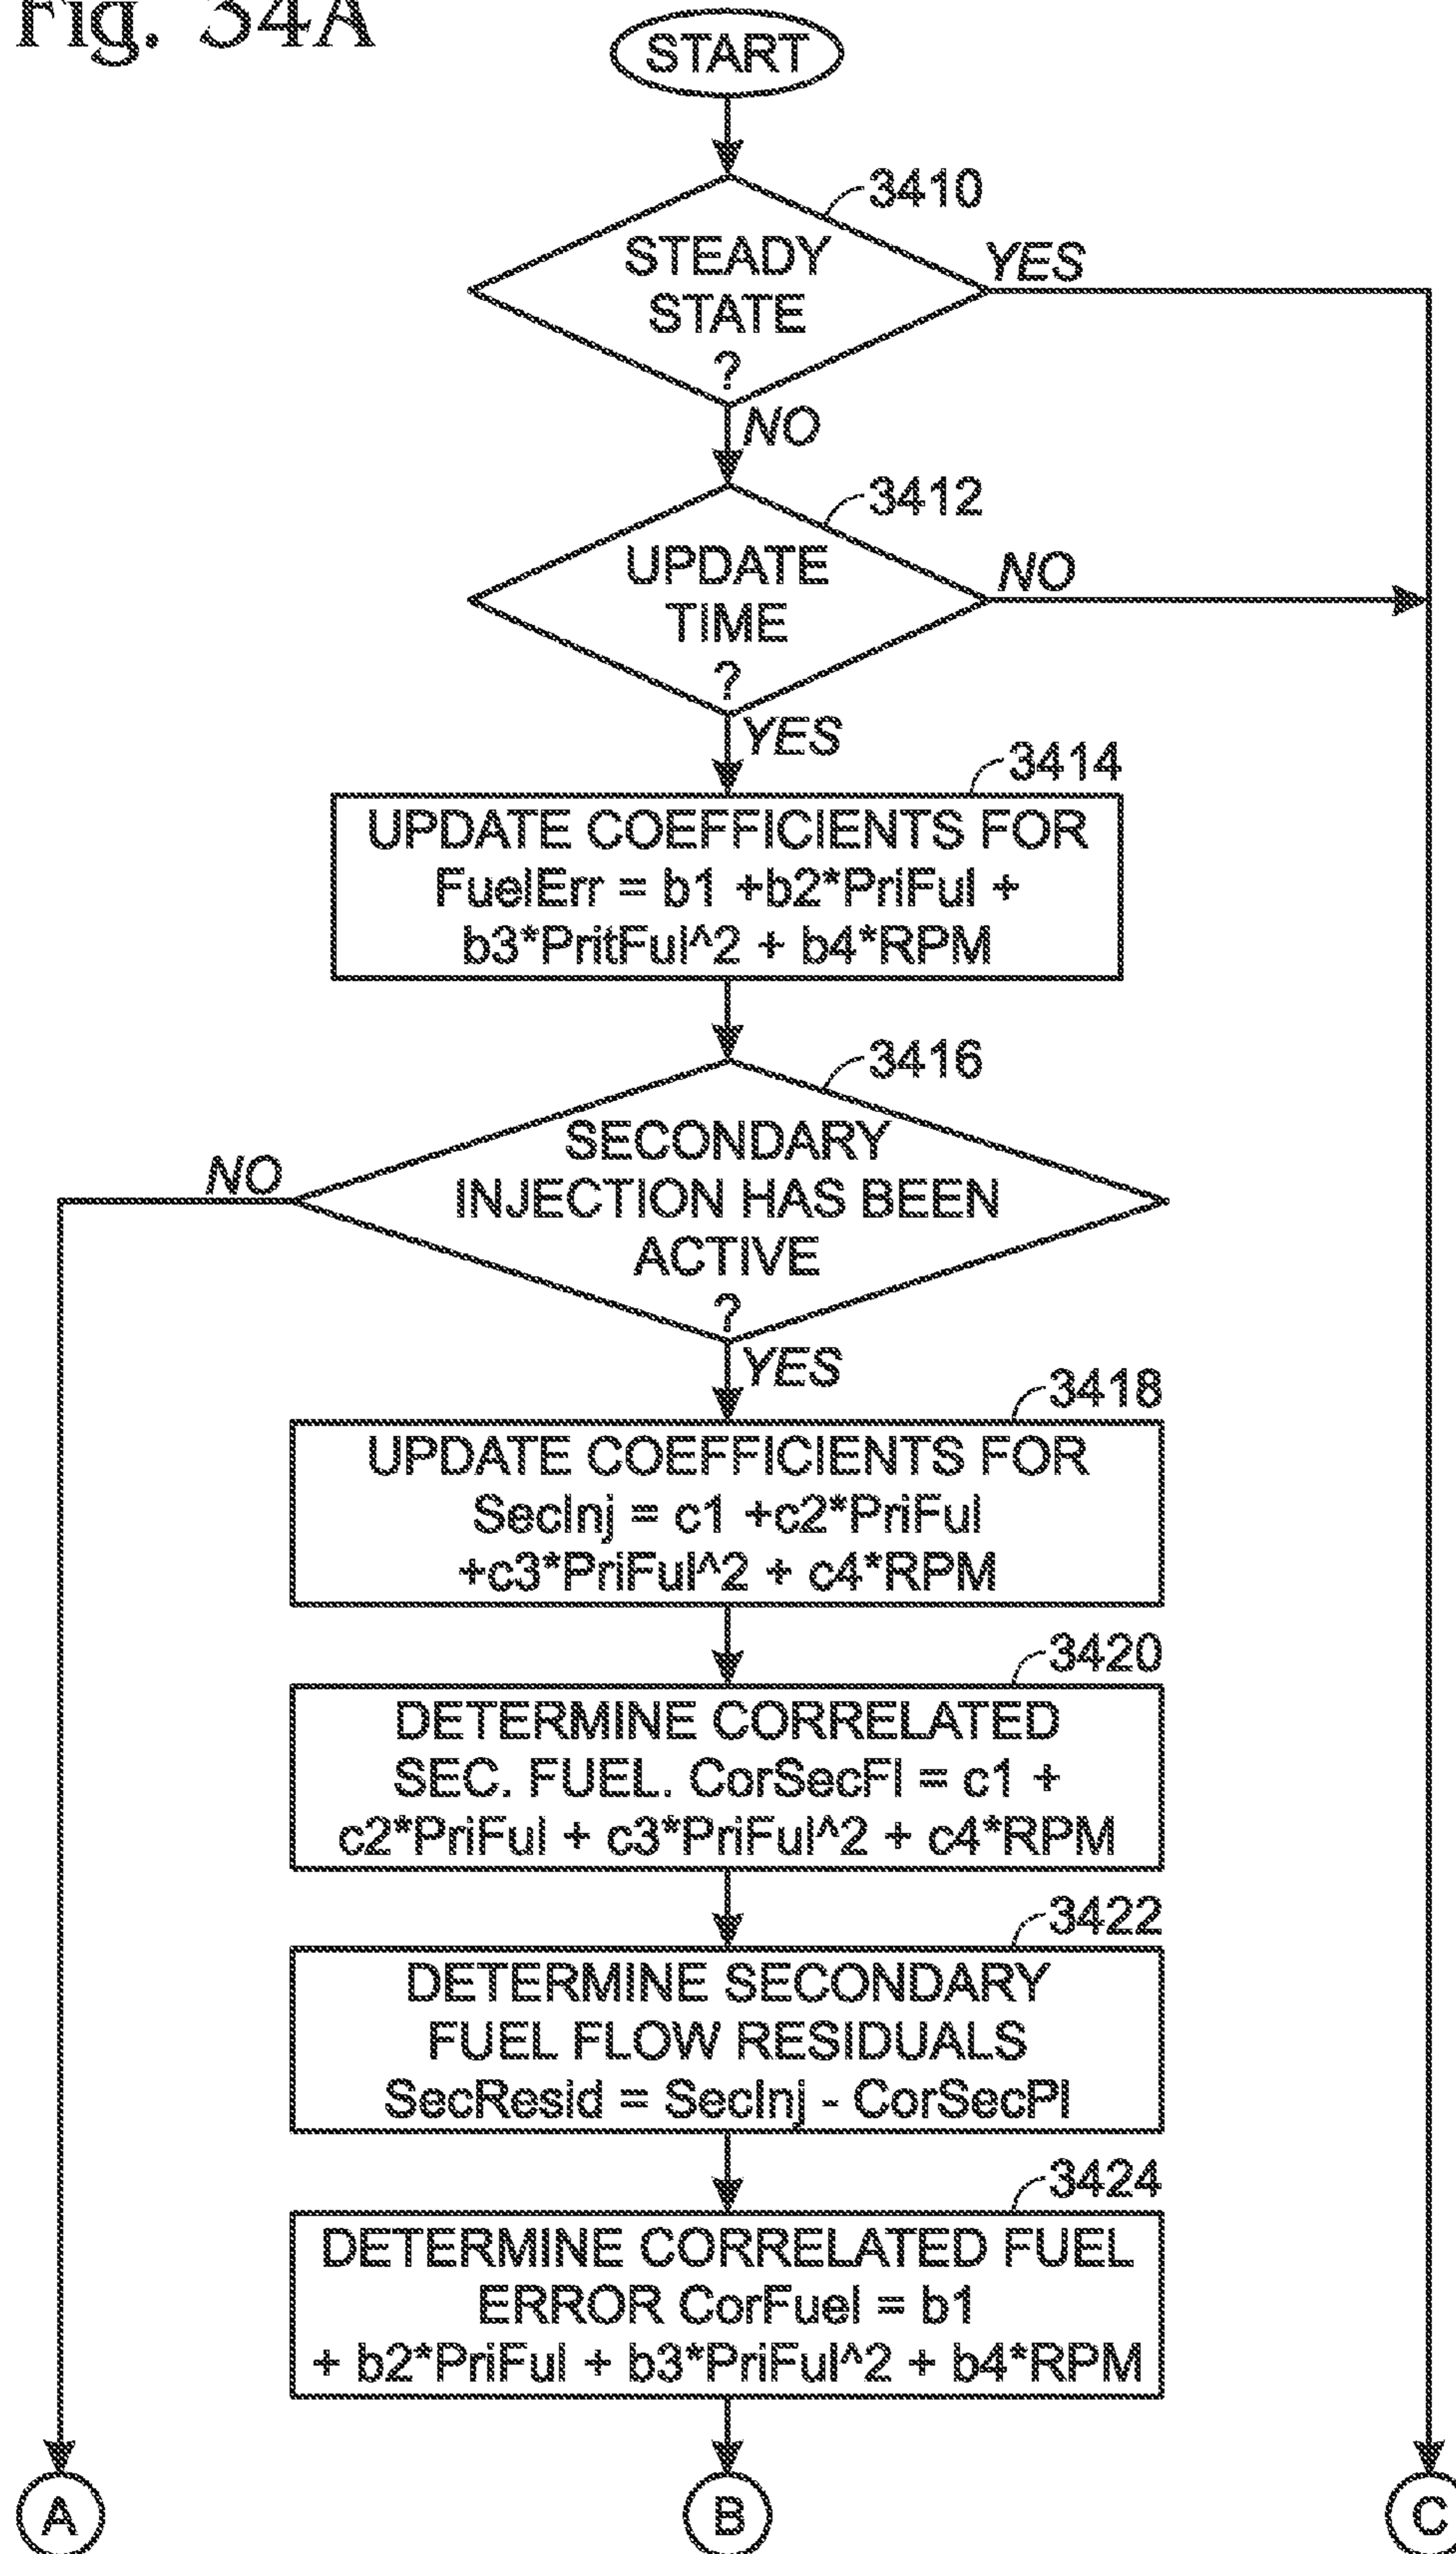 Fig. 34A
START
3410
STEADY
STATE
?
YES
NO
3412
UPDATE
TIME
?
NO
YES
3414
UPDATE COEFFICIENTS FOR
FuelErr = b1 +b2*PriFul +
b3*PritFul^2 + b4*RPM
3416
SECONDARY
INJECTION HAS BEEN
ACTIVE
?
NO
YES
3418
UPDATE COEFFICIENTS FOR
SecInj = c1 +c2*PriFul
+c3*PriFul^2 + c4*RPM
3420
DETERMINE CORRELATED
SEC. FUEL. CorSecFl = c1 +
c2*PriFul + c3*PriFul^2 + c4*RPM
3422
DETERMINE SECONDARY
FUEL FLOW RESIDUALS
SecResid = SecInj - CorSecPl
3424
DETERMINE CORRELATED FUEL
ERROR CorFuel = b1
+ b2*PriFul + b3*PriFul^2 + b4*RPM
A
B
C